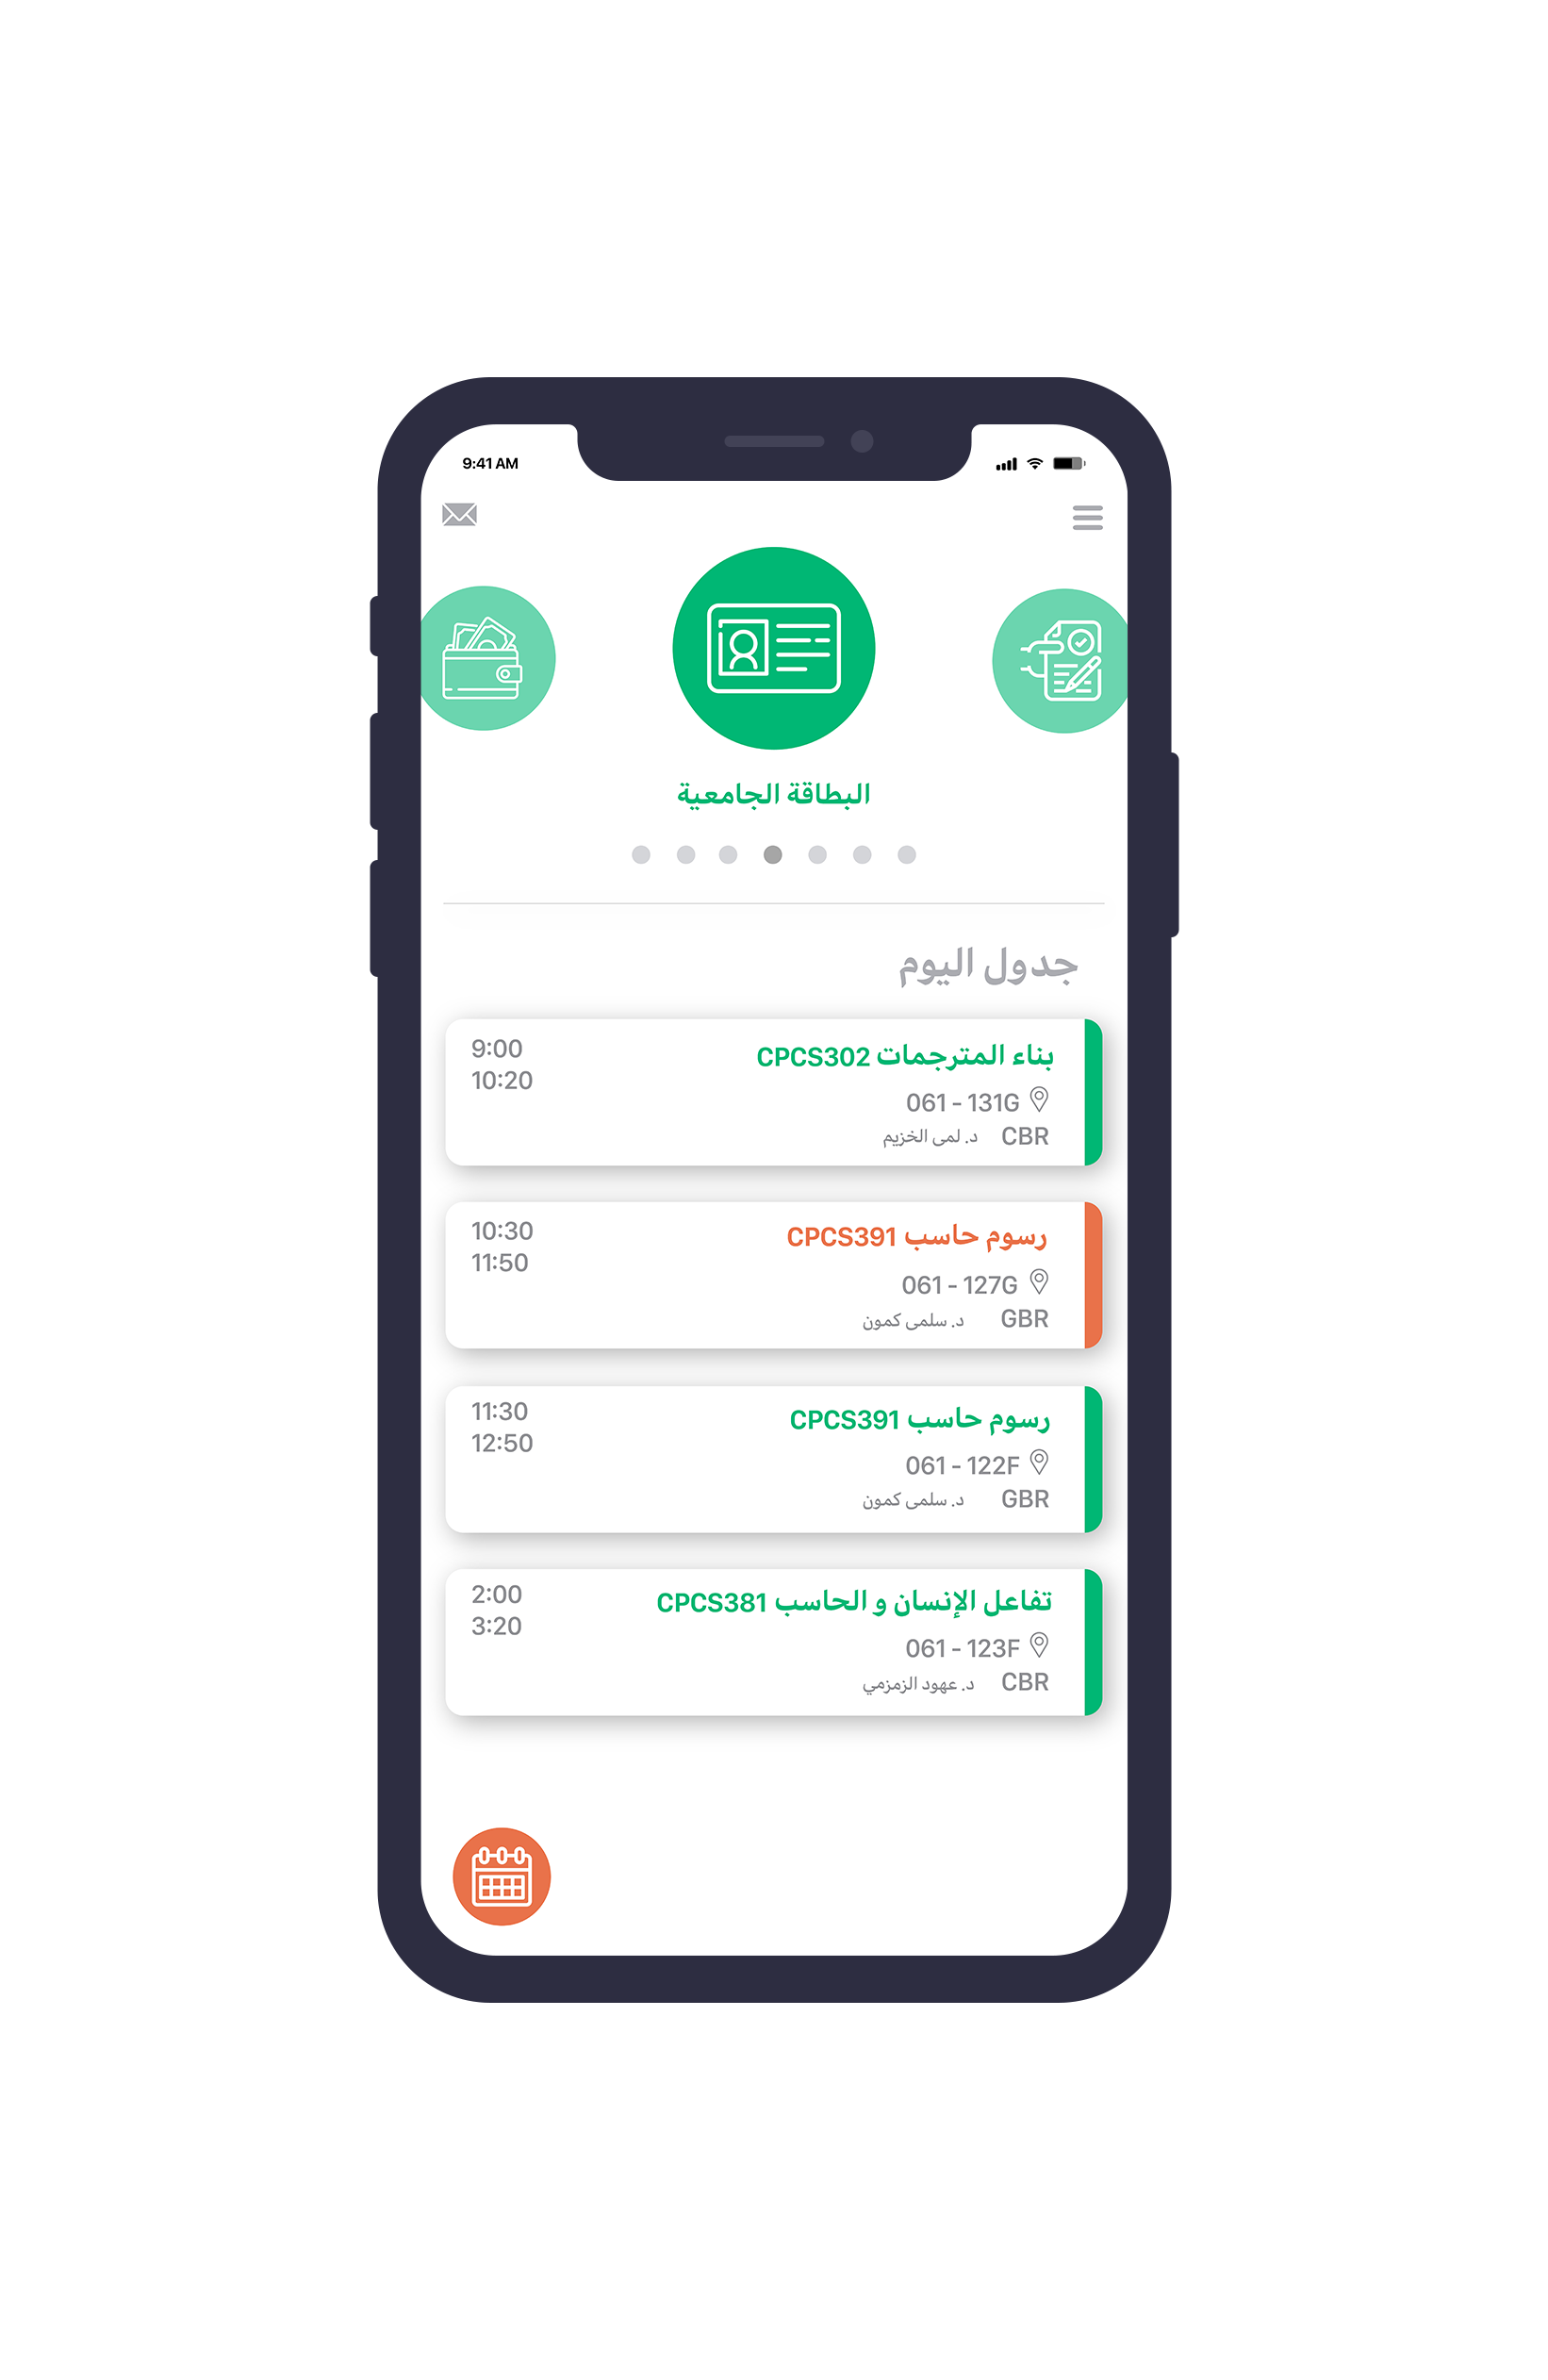 9:41 AM
البطاقة الجامعية
جدول اليوم
بناء المترجمات CPCS302
9:00
10:20
061 - 131G
CBR د. لمى الخزيم
رسوم حاسب CPCS391
10:30
11:50
061 - 127G
GBR د. سلمى كمون
رسوم حاسب CPCS391
11:30
12:50
061 - 122F
GBR د. سلمى كمون
تفاعل الإنسان و الحاسب CPCS381
2:00
3:20
061 - 123F
CBR د. عهود الزمزمي